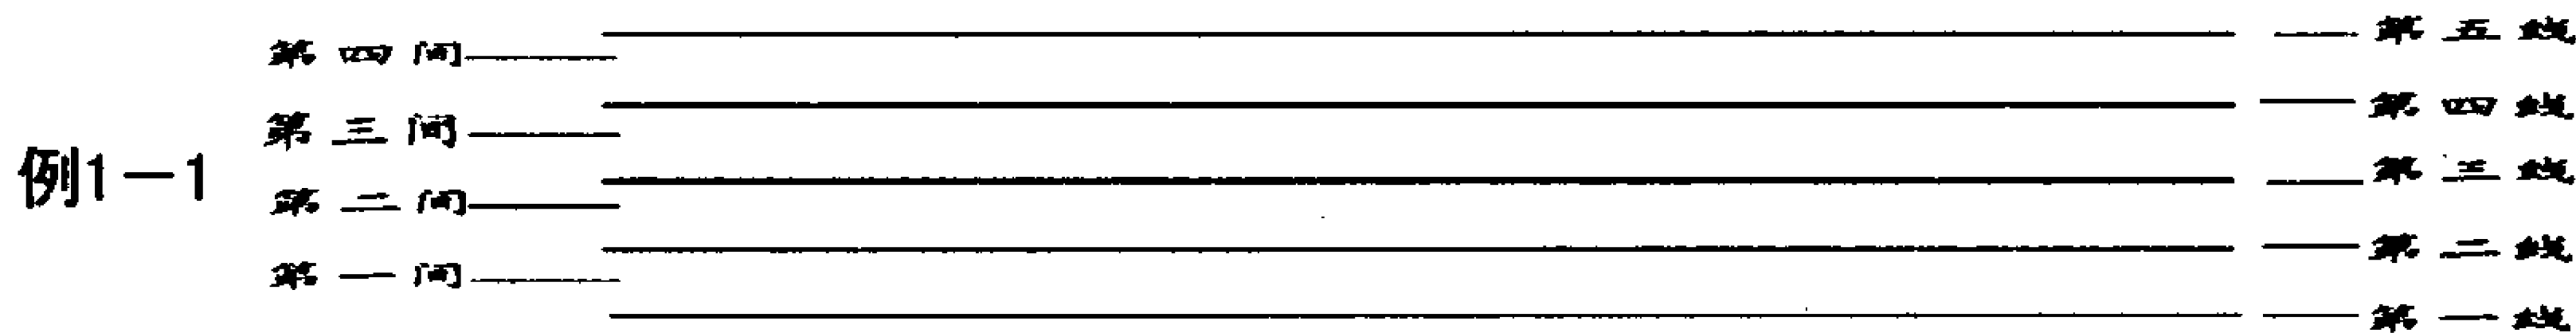 第五线
第四间
第四线
第三间
例1—1
第三线
第二间
第二线
第一间
第一线